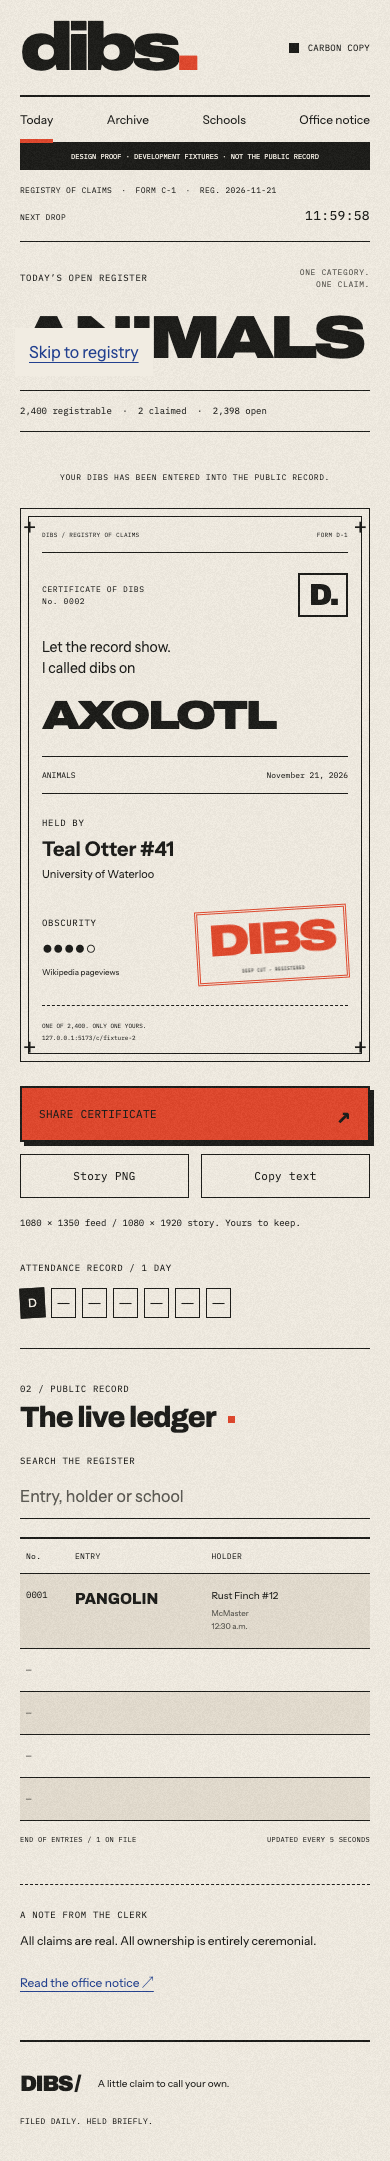 dibs.
CARBON COPY
Today Archive Schools Office notice
DESIGN PROOF · DEVELOPMENT FIXTURES · NOT THE PUBLIC RECORD
REGISTRY OF CLAIMS · FORM C-1 · REG. 2026-11-21
NEXT DROP 11:59:58
TODAY'S OPEN REGISTER
ONE CATEGORY.
ONE CLAIM.
ANIMALS
Skip to registry
2,400 registrable · 2 claimed · 2,398 open
YOUR DIBS HAS BEEN ENTERED INTO THE PUBLIC RECORD.
DIBS / REGISTRY OF CLAIMS FORM D-1
CERTIFICATE OF DIBS
No. 0002
D.
Let the record show.
I called dibs on
AXOLOTL
ANIMALS November 21, 2026
HELD BY
Teal Otter #41
University of Waterloo
OBSCURITY
Wikipedia pageviews
DIBS
DEEP CUT · REGISTERED
ONE OF 2,400. ONLY ONE YOURS.
127.0.0.1:5173/c/fixture-2
SHARE CERTIFICATE ↗
Story PNG Copy text
1080 × 1350 feed / 1080 × 1920 story. Yours to keep.
ATTENDANCE RECORD / 1 DAY
D — — — — — —
02 / PUBLIC RECORD
The live ledger
SEARCH THE REGISTER
Entry, holder or school
No. ENTRY HOLDER
0001 PANGOLIN Rust Finch #12
McMaster
12:30 a.m.
—
—
—
—
END OF ENTRIES / 1 ON FILE UPDATED EVERY 5 SECONDS
A NOTE FROM THE CLERK
All claims are real. All ownership is entirely ceremonial.
Read the office notice ↗
DIBS/ A little claim to call your own.
FILED DAILY. HELD BRIEFLY.